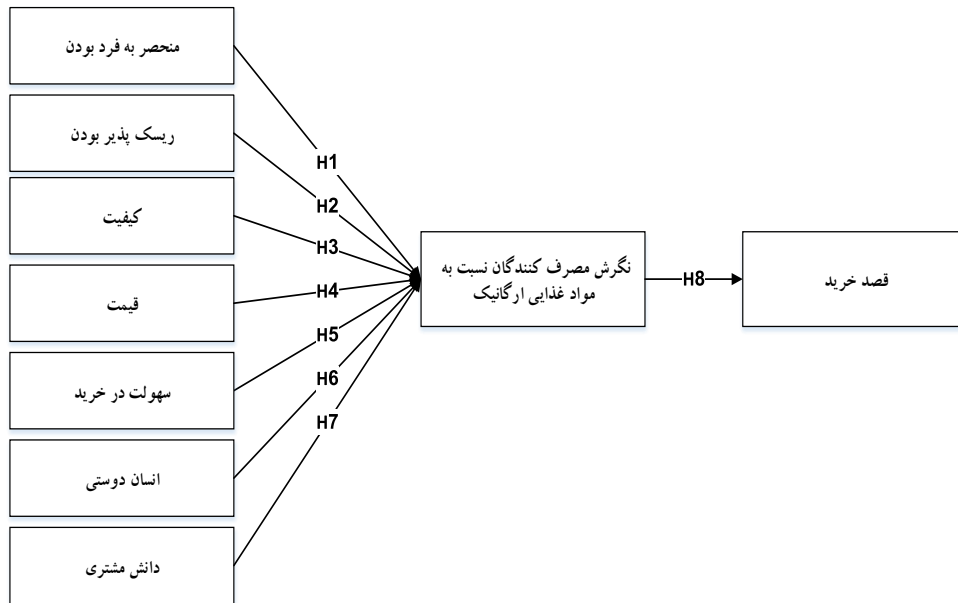 منحصر به فرد بودن
ریسک پذیر بودن
کیفیت
قیمت
سهولت در خرید
انسان دوستی
دانش مشتری
H1
H2
H3
H4
H5
H6
H7
نگرش مصرف کنندگان نسبت به
مواد غذایی ارگانیک
H8
قصد خرید